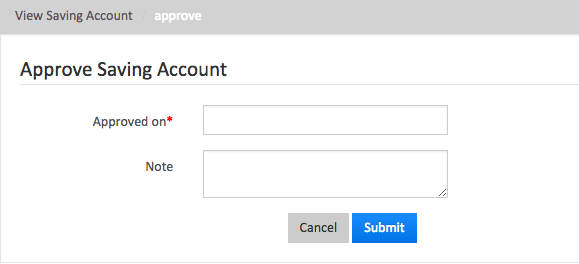 View Saving Account / approve
Approve Saving Account
Approved on*
Note
Cancel Submit